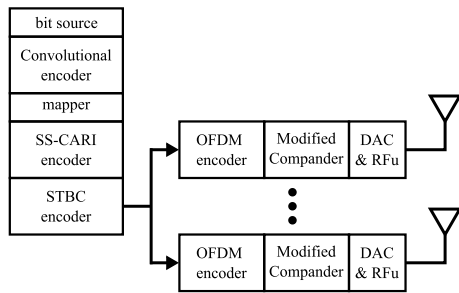 bit source
Convolutional
encoder
mapper
SS-CARI
encoder
STBC
encoder
OFDM
encoder
Modified
Compander
DAC
& RFu
OFDM
encoder
Modified
Compander
DAC
& RFu